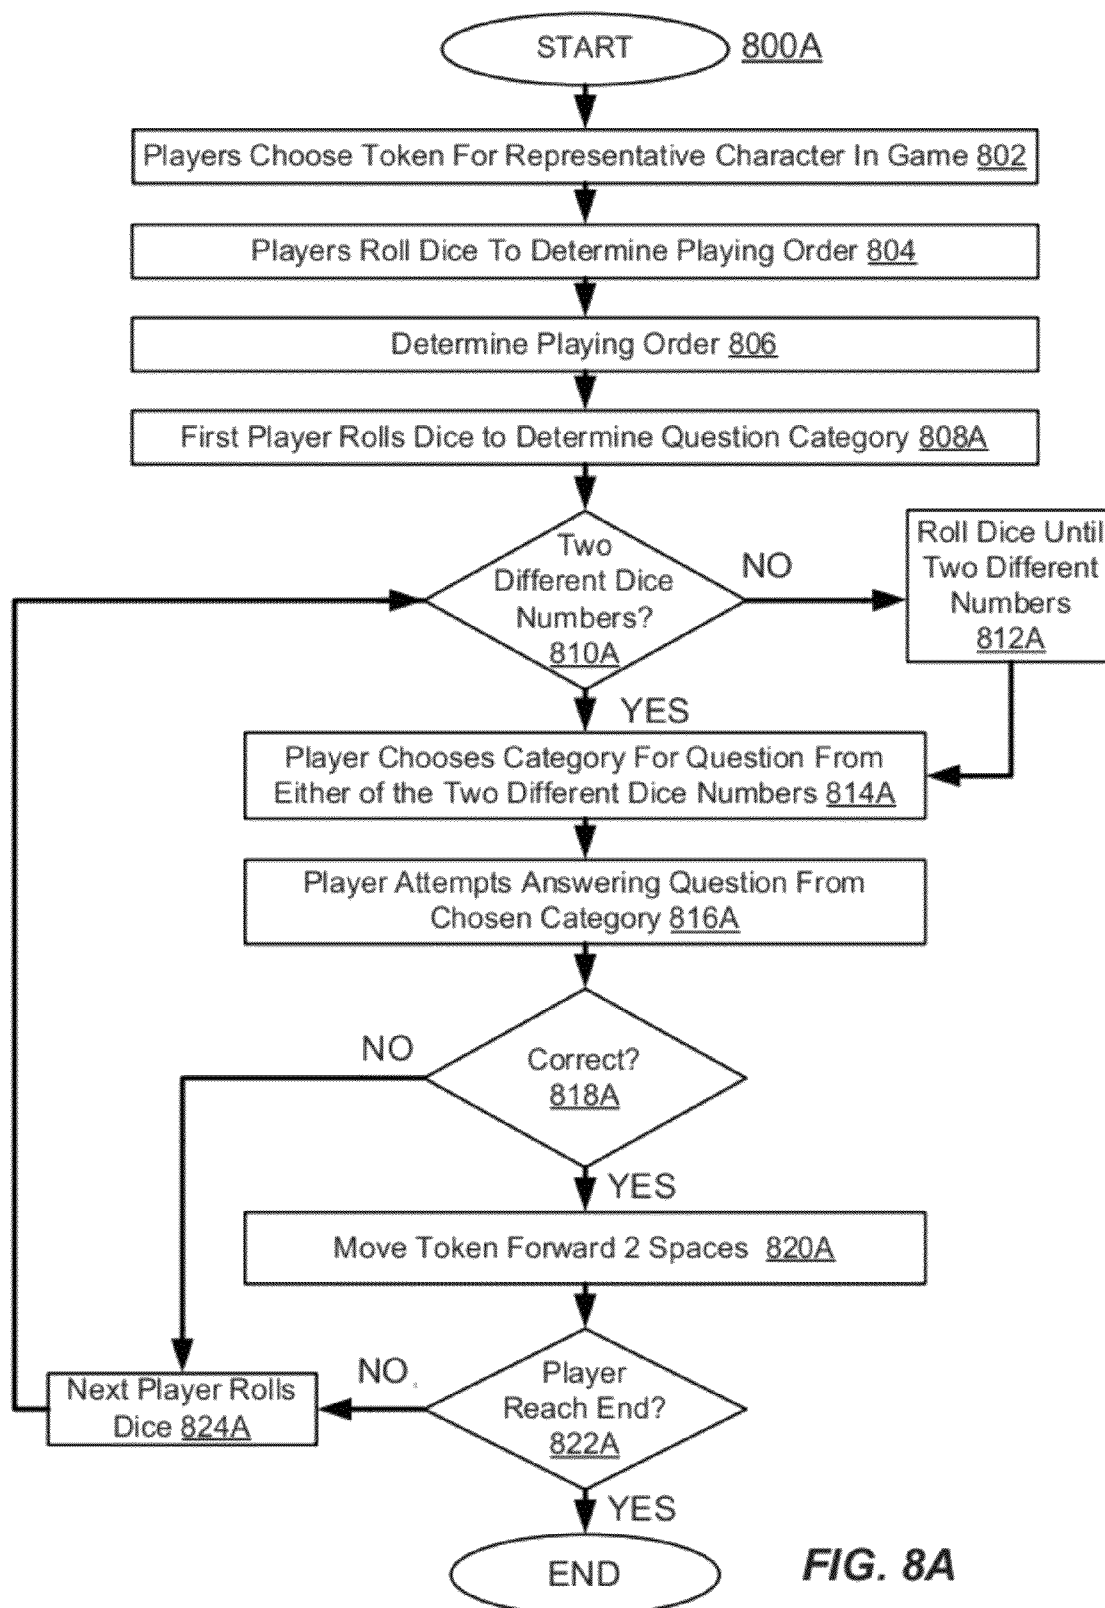 START
800A
Players Choose Token For Representative Character In Game 802
Players Roll Dice To Determine Playing Order 804
Determine Playing Order 806
First Player Rolls Dice to Determine Question Category 808A
Two
Different Dice
Numbers?
810A
NO
Roll Dice Until
Two Different
Numbers
812A
YES
Player Chooses Category For Question From
Either of the Two Different Dice Numbers 814A
Player Attempts Answering Question From
Chosen Category 816A
Correct?
818A
NO
YES
Move Token Forward 2 Spaces 820A
Player
Reach End?
822A
NO
Next Player Rolls
Dice 824A
YES
END
FIG. 8A